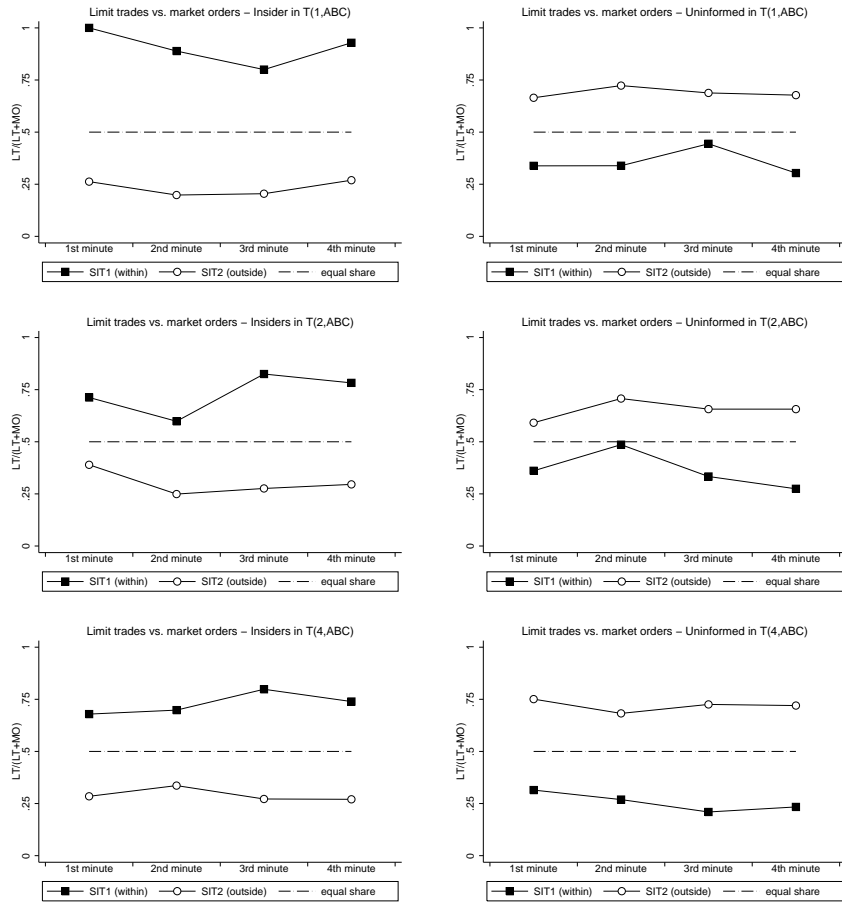 Limit trades vs. market orders – Insider in T(1,ABC)
LT/(LT+MO)
0 .25 .5 .75 1
1st minute 2nd minute 3rd minute 4th minute
SIT1 (within) SIT2 (outside) equal share
Limit trades vs. market orders – Uninformed in T(1,ABC)
LT/(LT+MO)
0 .25 .5 .75 1
1st minute 2nd minute 3rd minute 4th minute
SIT1 (within) SIT2 (outside) equal share
Limit trades vs. market orders – Insiders in T(2,ABC)
LT/(LT+MO)
0 .25 .5 .75 1
1st minute 2nd minute 3rd minute 4th minute
SIT1 (within) SIT2 (outside) equal share
Limit trades vs. market orders – Uninformed in T(2,ABC)
LT/(LT+MO)
0 .25 .5 .75 1
1st minute 2nd minute 3rd minute 4th minute
SIT1 (within) SIT2 (outside) equal share
Limit trades vs. market orders – Insiders in T(4,ABC)
LT/(LT+MO)
0 .25 .5 .75 1
1st minute 2nd minute 3rd minute 4th minute
SIT1 (within) SIT2 (outside) equal share
Limit trades vs. market orders – Uninformed in T(4,ABC)
LT/(LT+MO)
0 .25 .5 .75 1
1st minute 2nd minute 3rd minute 4th minute
SIT1 (within) SIT2 (outside) equal share